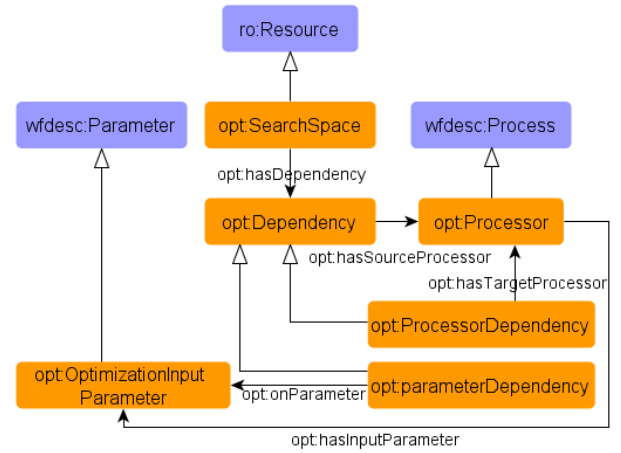 ro:Resource
wfdesc:Parameter
opt:SearchSpace
wfdesc:Process
opt:hasDependency
opt:Dependency
opt:Processor
opt:hasSourceProcessor
opt:hasTargetProcessor
opt:ProcessorDependency
opt:OptimizationInput
Parameter
opt:parameterDependency
opt:onParameter
opt:hasInputParameter